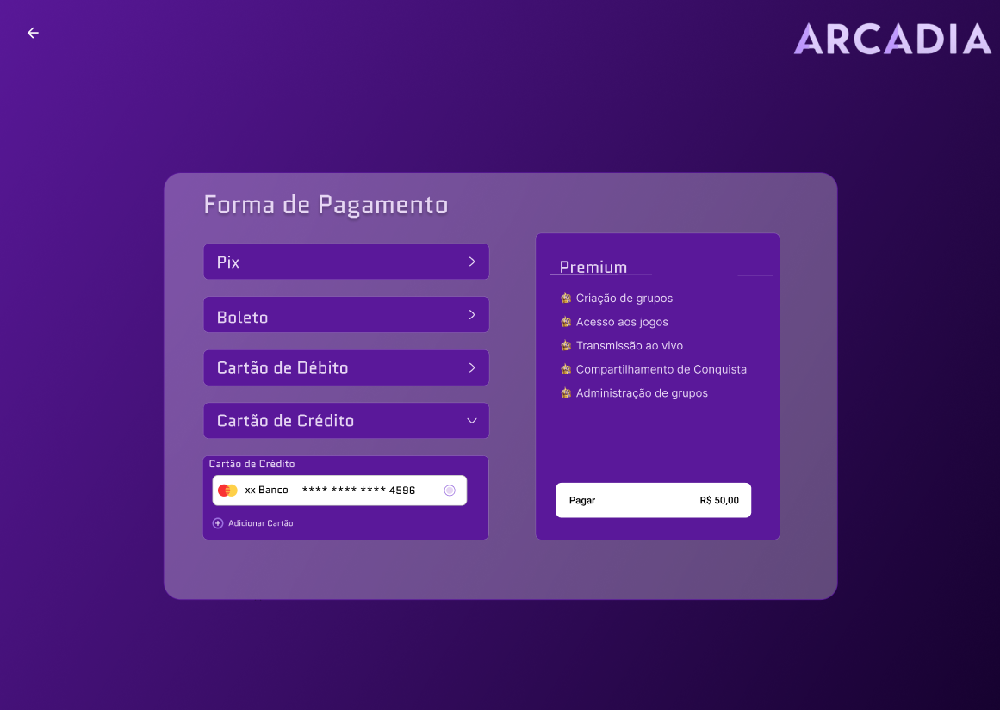 ARCADIA
Forma de Pagamento
Pix
Boleto
Cartão de Débito
Cartão de Crédito
Cartão de Crédito
xx Banco **** **** **** 4596
Adicionar Cartão
Premium
Criação de grupos
Acesso aos jogos
Transmissão ao vivo
Compartilhamento de Conquista
Administração de grupos
Pagar R$ 50,00